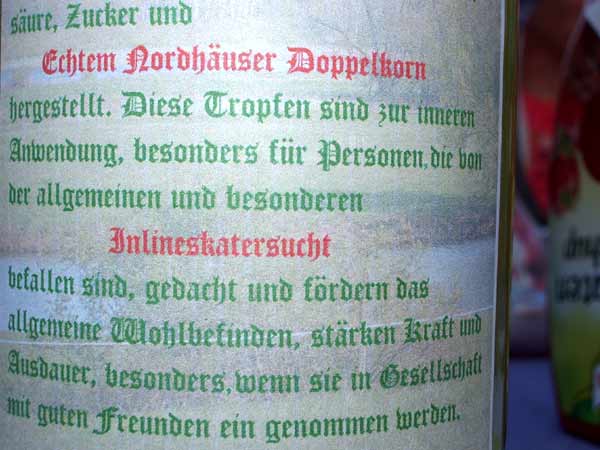 säure, Zucker und
Echtem Nordhäuser Doppelkorn
hergestellt. Diese Tropfen sind zur inneren
Anwendung, besonders für Personen, die von
der allgemeinen und besonderen
Inlineskatersucht
befallen sind, gedacht und fördern das
allgemeine Wohlbefinden, stärken Kraft und
Ausdauer, besonders, wenn sie in Gesellschaft
mit guten Freunden ein genommen werden.